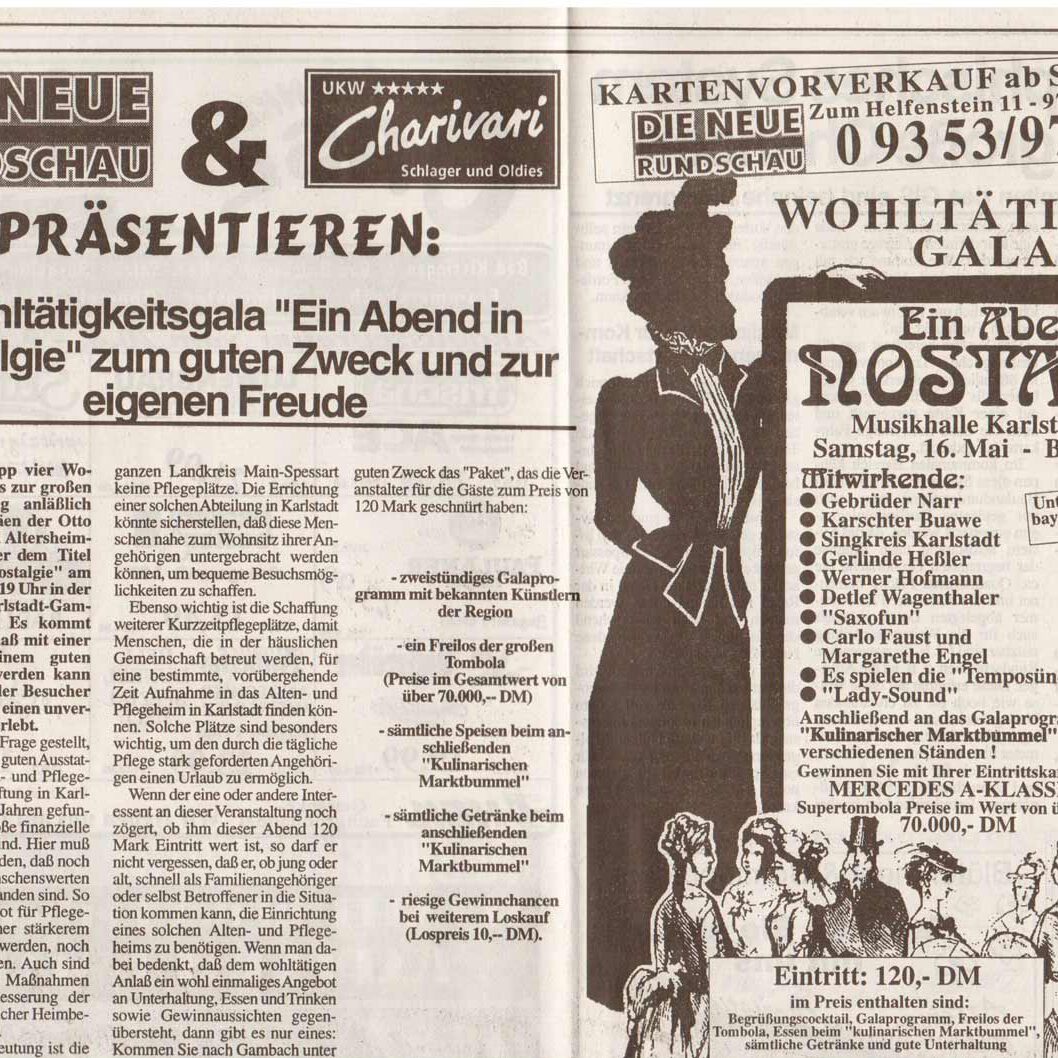 NEUE
DSCHAU
&
UKW ★★★★★
Charivari
Schlager und Oldies
PRÄSENTIEREN:
ltätigkeitsgala "Ein Abend in
lgie" zum guten Zweck und zur
eigenen Freude
pp vier Wo-
s zur großen
g anläßlich
ien der Otto
Altersheim-
er dem Titel
ostalgie" am
19 Uhr in der
rlstadt-Gam-
Es kommt
aß mit einer
inem guten
werden kann
der Besucher
einen unver-
rlebt.
Frage gestellt,
guten Ausstat-
- und Pflege-
ftung in Karl-
Jahren gefun-
ße finanzielle
ind. Hier muß
den, daß noch
schenswerten
anden sind. So
ot für Pflege-
er stärkerem
werden, noch
en. Auch sind
Maßnahmen
esserung der
cher Heimbe-
eutung ist die
ganzen Landkreis Main-Spessart
keine Pflegeplätze. Die Errichtung
einer solchen Abteilung in Karlstadt
könnte sicherstellen, daß diese Men-
schen nahe zum Wohnsitz ihrer An-
gehörigen untergebracht werden
können, um bequeme Besuchsmög-
lichkeiten zu schaffen.
Ebenso wichtig ist die Schaffung
weiterer Kurzzeitpflegeplätze, damit
Menschen, die in der häuslichen
Gemeinschaft betreut werden, für
eine bestimmte, vorübergehende
Zeit Aufnahme in das Alten- und
Pflegeheim in Karlstadt finden kön-
nen. Solche Plätze sind besonders
wichtig, um den durch die tägliche
Pflege stark geforderten Angehöri-
gen einen Urlaub zu ermöglich.
Wenn der eine oder andere Inter-
essent an dieser Veranstaltung noch
zögert, ob ihm dieser Abend 120
Mark Eintritt wert ist, so darf er
nicht vergessen, daß er, ob jung oder
alt, schnell als Familienangehöriger
oder selbst Betroffener in die Situa-
tion kommen kann, die Einrichtung
eines solchen Alten- und Pflege-
heims zu benötigen. Wenn man da-
bei bedenkt, daß dem wohltätigen
Anlaß ein wohl einmaliges Angebot
an Unterhaltung, Essen und Trinken
sowie Gewinnaussichten gegen-
übersteht, dann gibt es nur eines:
Kommen Sie nach Gambach unter
guten Zweck das "Paket", das die Ver-
anstalter für die Gäste zum Preis von
120 Mark geschnürt haben:
- zweistündiges Galapro-
gramm mit bekannten Künstlern
der Region
- ein Freilos der großen
Tombola
(Preise im Gesamtwert von
über 70.000,-- DM)
- sämtliche Speisen beim an-
schließenden
"Kulinarischen
Marktbummel"
- sämtliche Getränke beim
anschließenden
"Kulinarischen
Marktbummel"
- riesige Gewinnchancen
bei weiterem Loskauf
(Lospreis 10,-- DM).
KARTENVORVERKAUF ab S
Zum Helfenstein 11 - 97
DIE NEUE
RUNDSCHAU
0 93 53/97
WOHLTÄTI
GALA
Ein Abe
NOSTA
Musikhalle Karlst
Samstag, 16. Mai - B
Mitwirkende:
● Gebrüder Narr
● Karschter Buawe
● Singkreis Karlstadt
● Gerlinde Heßler
● Werner Hofmann
● Detlef Wagenthaler
● "Saxofun"
● Carlo Faust und
Margarethe Engel
● Es spielen die "Temposün
● "Lady-Sound"
Unt
bay
Anschließend an das Galaprogr
"Kulinarischer Marktbummel"
verschiedenen Ständen !
Gewinnen Sie mit Ihrer Eintrittska
MERCEDES A-KLASS
Supertombola Preise im Wert von ü
70.000,- DM
Eintritt: 120,- DM
im Preis enthalten sind:
Begrüßungscocktail, Galaprogramm, Freilos der
Tombola, Essen beim "kulinarischen Marktbummel",
sämtliche Getränke und gute Unterhaltung